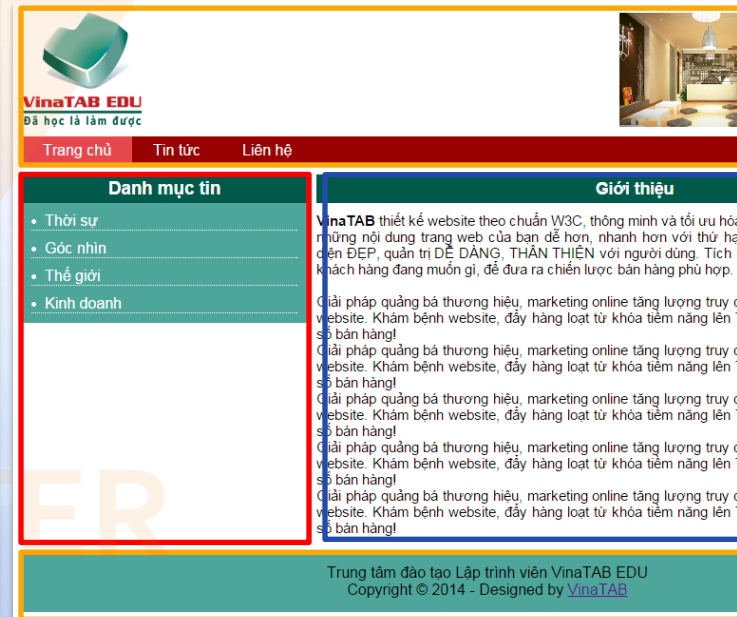 VinaTAB EDU
Đã học là làm được
Trang chủ Tin tức Liên hệ
Danh mục tin
• Thời sự
• Góc nhìn
• Thế giới
• Kinh doanh
Giới thiệu
VinaTAB thiết kế website theo chuẩn W3C, thông minh và tối ưu hóa
những nội dung trang web của bạn dễ hơn, nhanh hơn với thứ hạ
diện ĐẸP, quản trị DỄ DÀNG, THÂN THIỆN với người dùng. Tích
khách hàng đang muốn gì, để đưa ra chiến lược bán hàng phù hợp.
Giải pháp quảng bá thương hiệu, marketing online tăng lượng truy c
website. Khám bệnh website, đẩy hàng loạt từ khóa tiềm năng lên
số bán hàng!
Giải pháp quảng bá thương hiệu, marketing online tăng lượng truy c
website. Khám bệnh website, đẩy hàng loạt từ khóa tiềm năng lên
số bán hàng!
Giải pháp quảng bá thương hiệu, marketing online tăng lượng truy c
website. Khám bệnh website, đẩy hàng loạt từ khóa tiềm năng lên
số bán hàng!
Giải pháp quảng bá thương hiệu, marketing online tăng lượng truy c
website. Khám bệnh website, đẩy hàng loạt từ khóa tiềm năng lên
số bán hàng!
Giải pháp quảng bá thương hiệu, marketing online tăng lượng truy c
website. Khám bệnh website, đẩy hàng loạt từ khóa tiềm năng lên
số bán hàng!
TER
Trung tâm đào tạo Lập trình viên VinaTAB EDU
Copyright © 2014 - Designed by VinaTAB